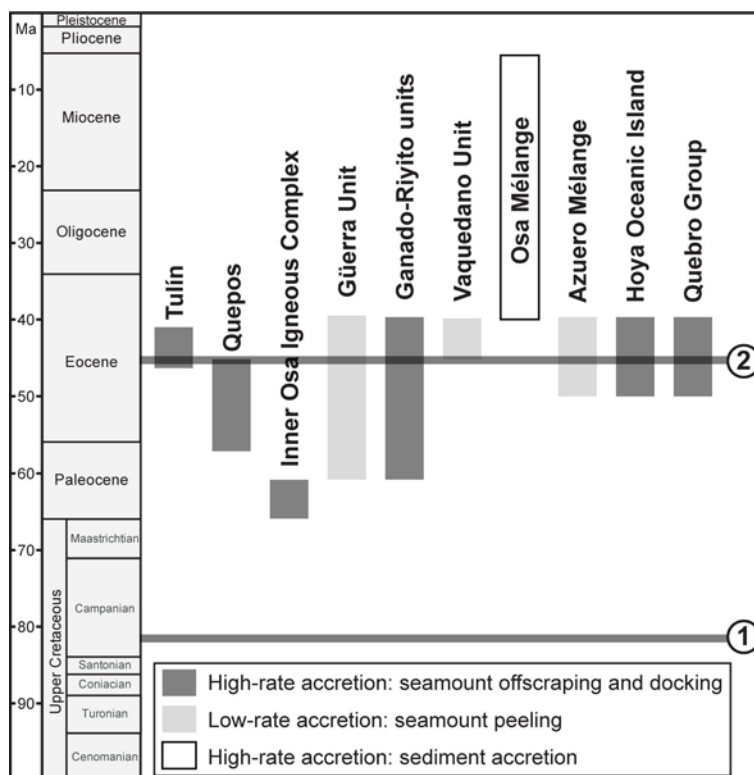 Ma
Pleistocene
Pliocene
10
Miocene
20
Oligocene
30
40
Eocene
50
60
Paleocene
70
Maastrichtian
Upper Cretaceous
Campanian
80
Santonian
Coniacian
90
Turonian
Cenomanian
Tulín
Quepos
Inner Osa Igneous Complex
Güerra Unit
Ganado-Riyito units
Vaquedano Unit
Osa Mélange
Azuero Mélange
Hoya Oceanic Island
Quebro Group
2
1
High-rate accretion: seamount offscraping and docking
Low-rate accretion: seamount peeling
High-rate accretion: sediment accretion